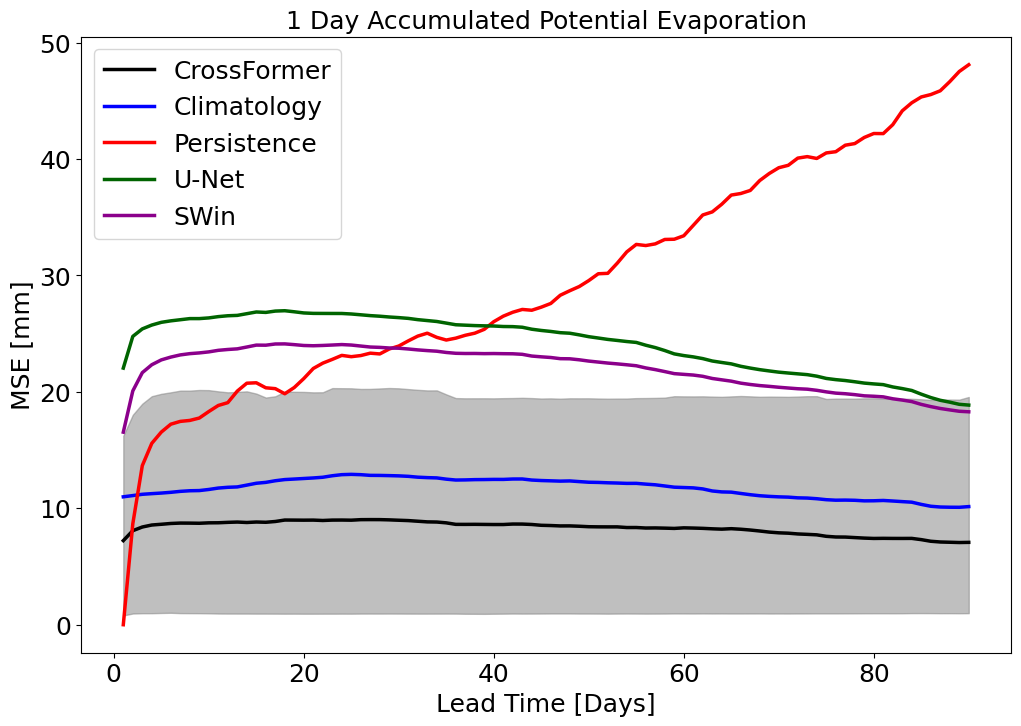 1 Day Accumulated Potential Evaporation
CrossFormer
Climatology
Persistence
U-Net
SWin
MSE [mm]
50
40
30
20
10
0
0 20 40 60 80
Lead Time [Days]